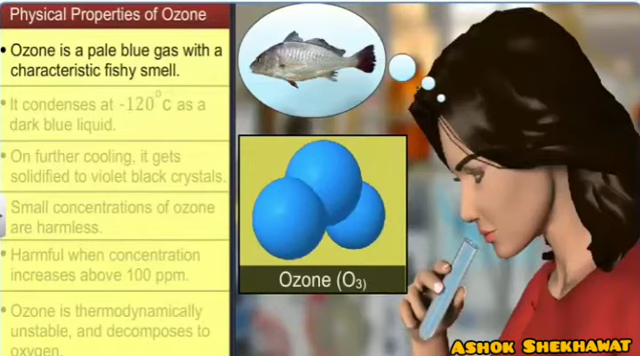 Physical Properties of Ozone
• Ozone is a pale blue gas with a
characteristic fishy smell.
• It condenses at -120°c as a
dark blue liquid.
• On further cooling, it gets
solidified to violet black crystals.
Small concentrations of ozone
are harmless.
• Harmful when concentration
increases above 100 ppm.
• Ozone is thermodynamically
unstable, and decomposes to
oxygen.
Ozone (O₃)
ASHOK SHEKHAWAT